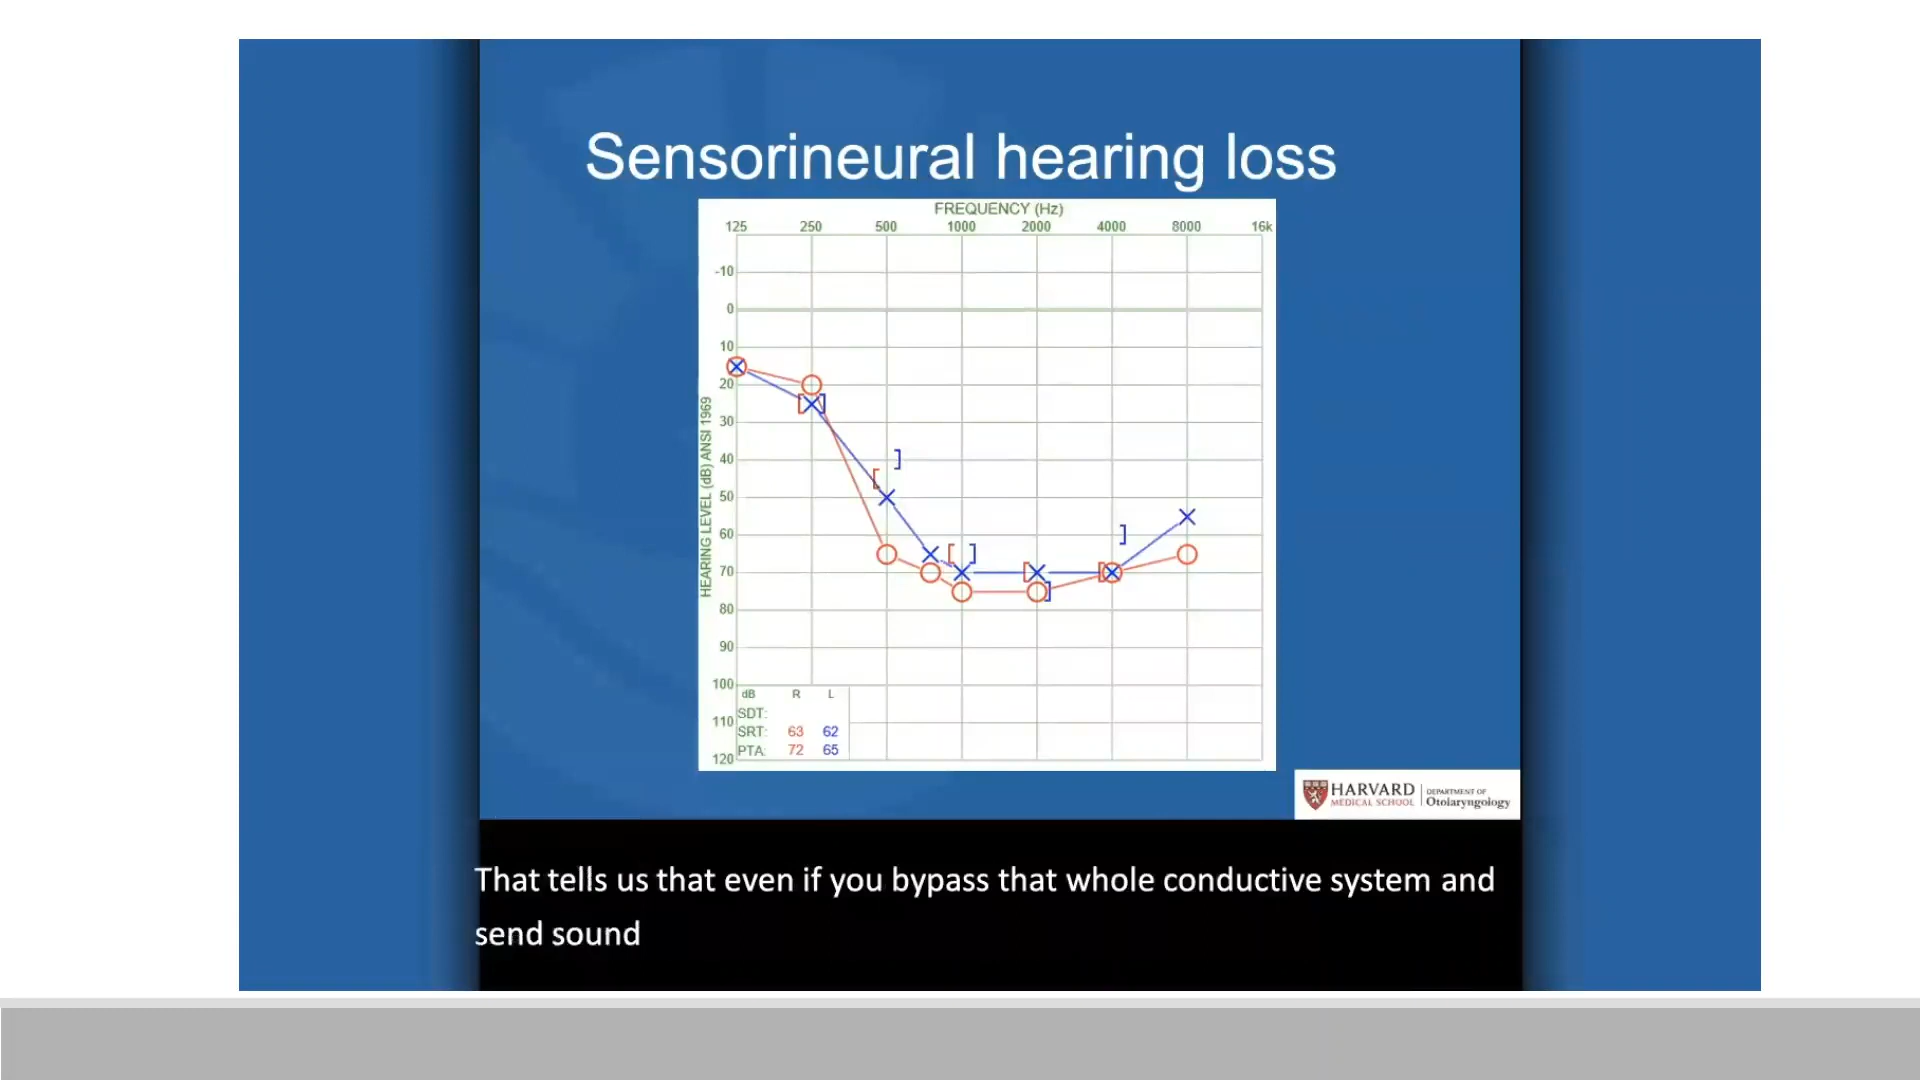 Sensorineural hearing loss
FREQUENCY (Hz)
125 250 500 1000 2000 4000 8000 16k
HEARING LEVEL (dB) ANSI 1969
-10
0
10
20
30
40
50
60
70
80
90
100
110
120
dB R L
SDT:
SRT: 63 62
PTA: 72 65
HARVARD
MEDICAL SCHOOL
DEPARTMENT OF
Otolaryngology
That tells us that even if you bypass that whole conductive system and
send sound